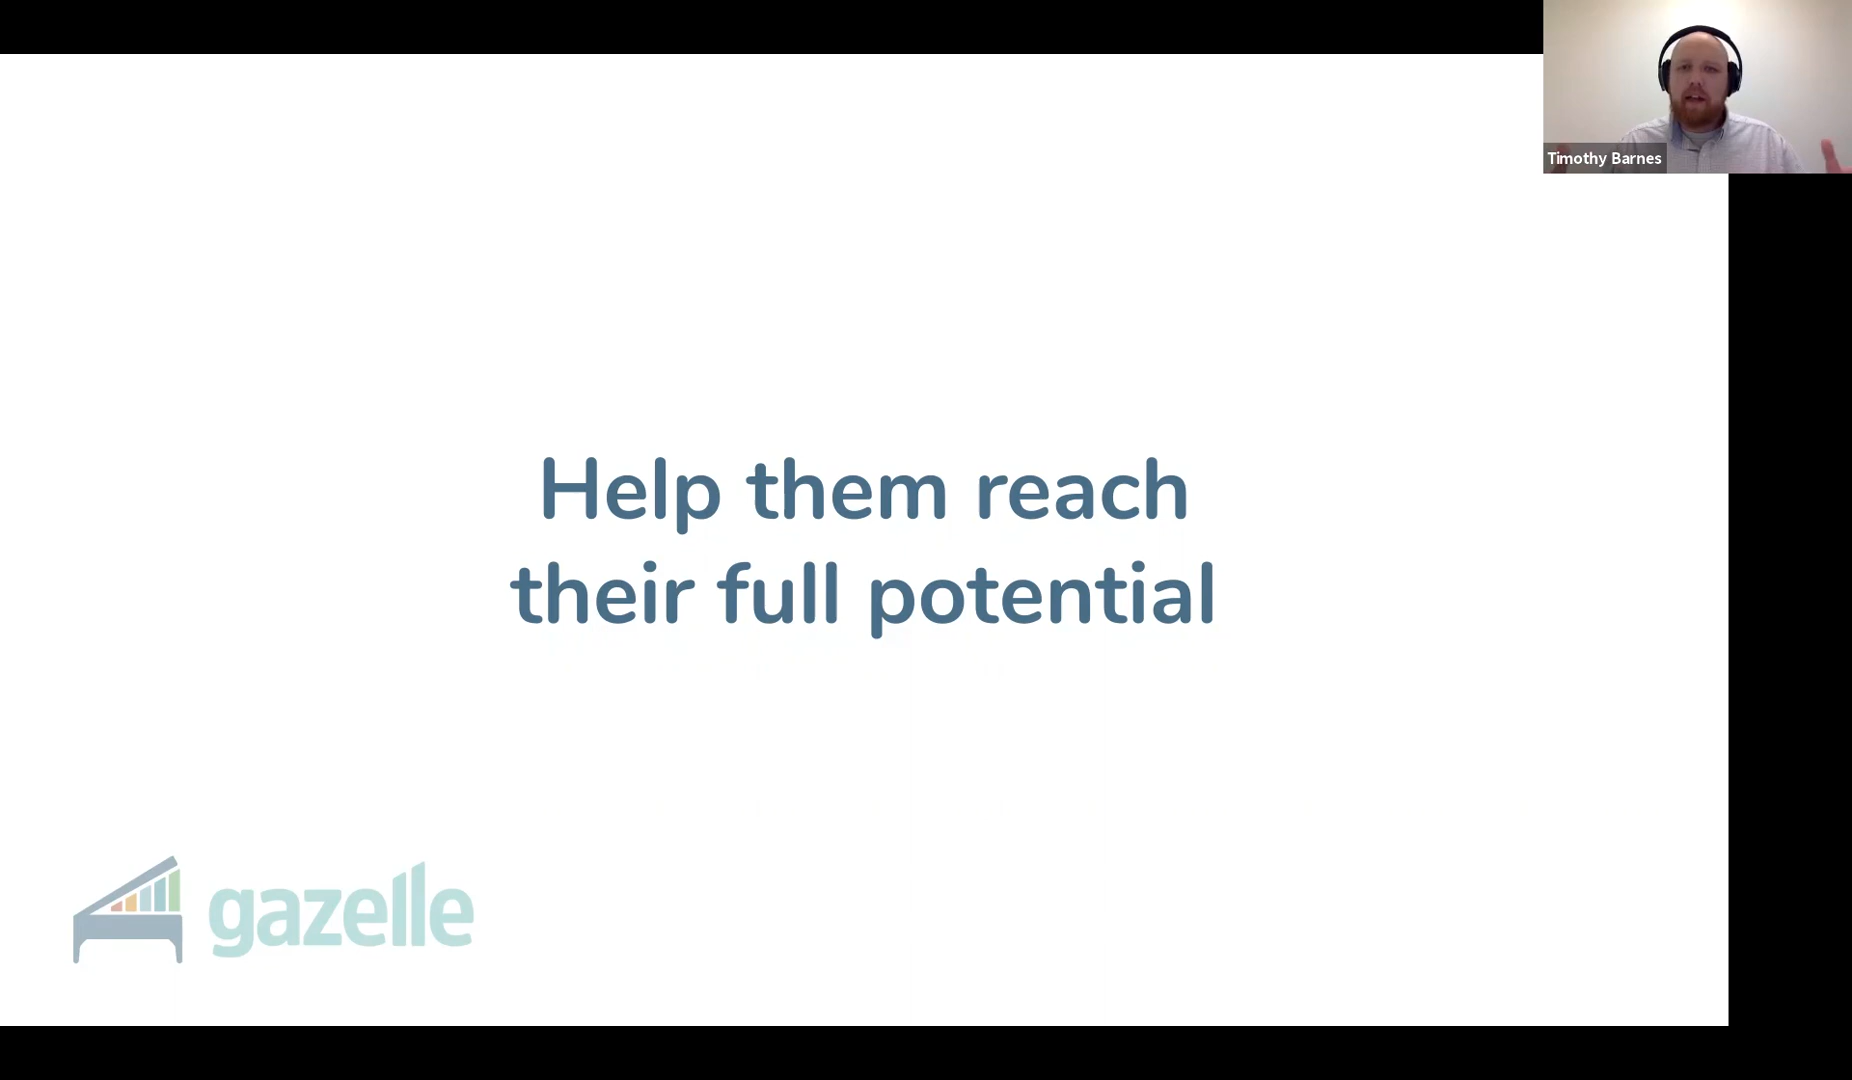 Timothy Barnes
Help them reach
their full potential
gazelle